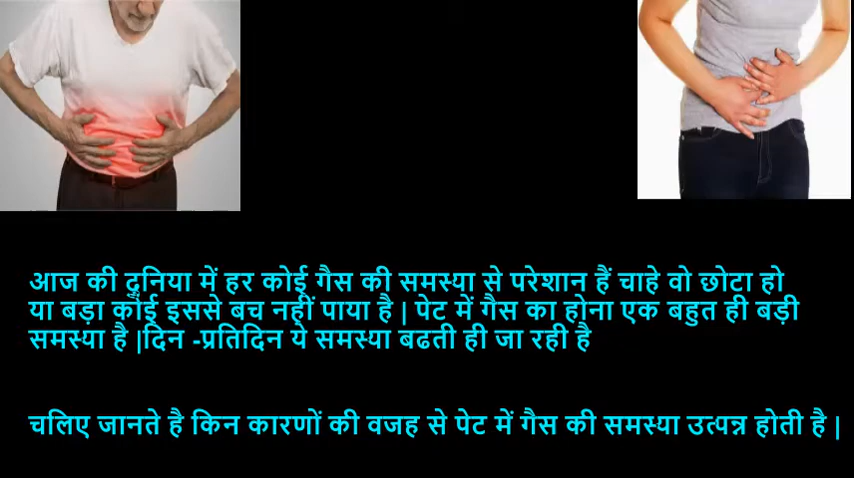 आज की दुनिया में हर कोई गैस की समस्या से परेशान हैं चाहे वो छोटा हो
या बड़ा कोई इससे बच नहीं पाया है | पेट में गैस का होना एक बहुत ही बड़ी
समस्या है |दिन -प्रतिदिन ये समस्या बढती ही जा रही है
चलिए जानते है किन कारणों की वजह से पेट में गैस की समस्या उत्पन्न होती है |